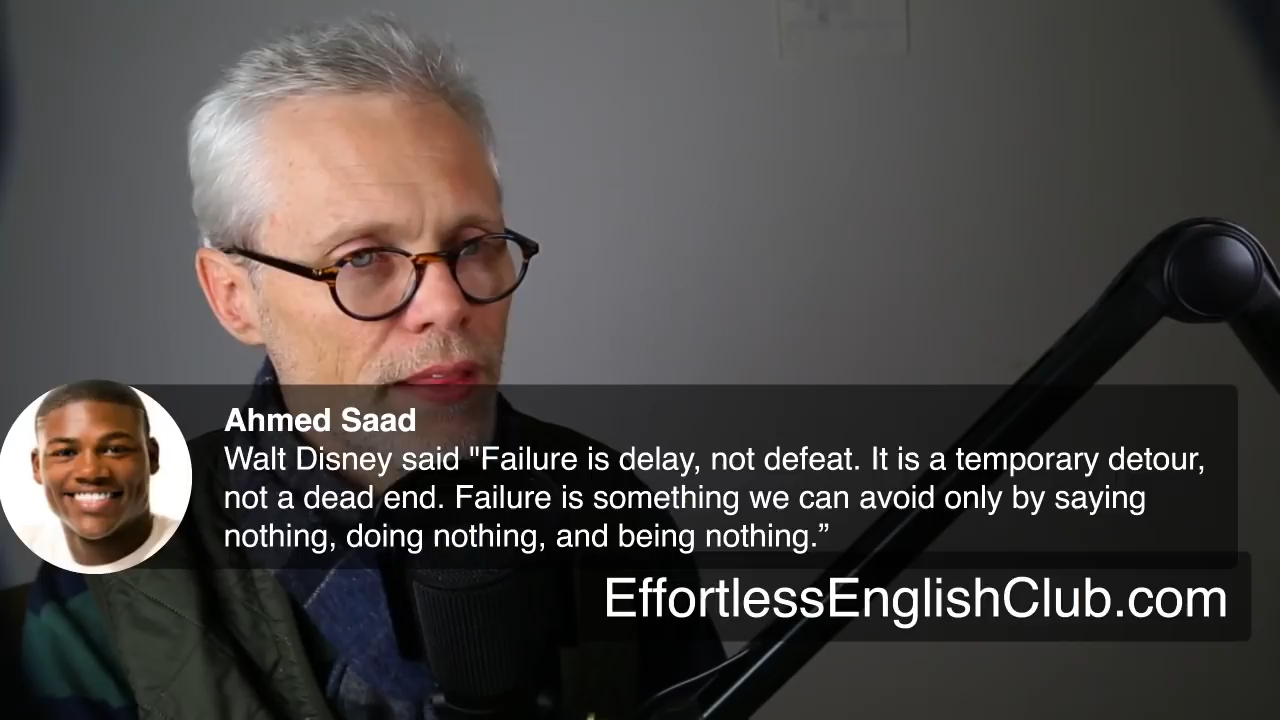 Ahmed Saad
Walt Disney said "Failure is delay, not defeat. It is a temporary detour,
not a dead end. Failure is something we can avoid only by saying
nothing, doing nothing, and being nothing.”
EffortlessEnglishClub.com